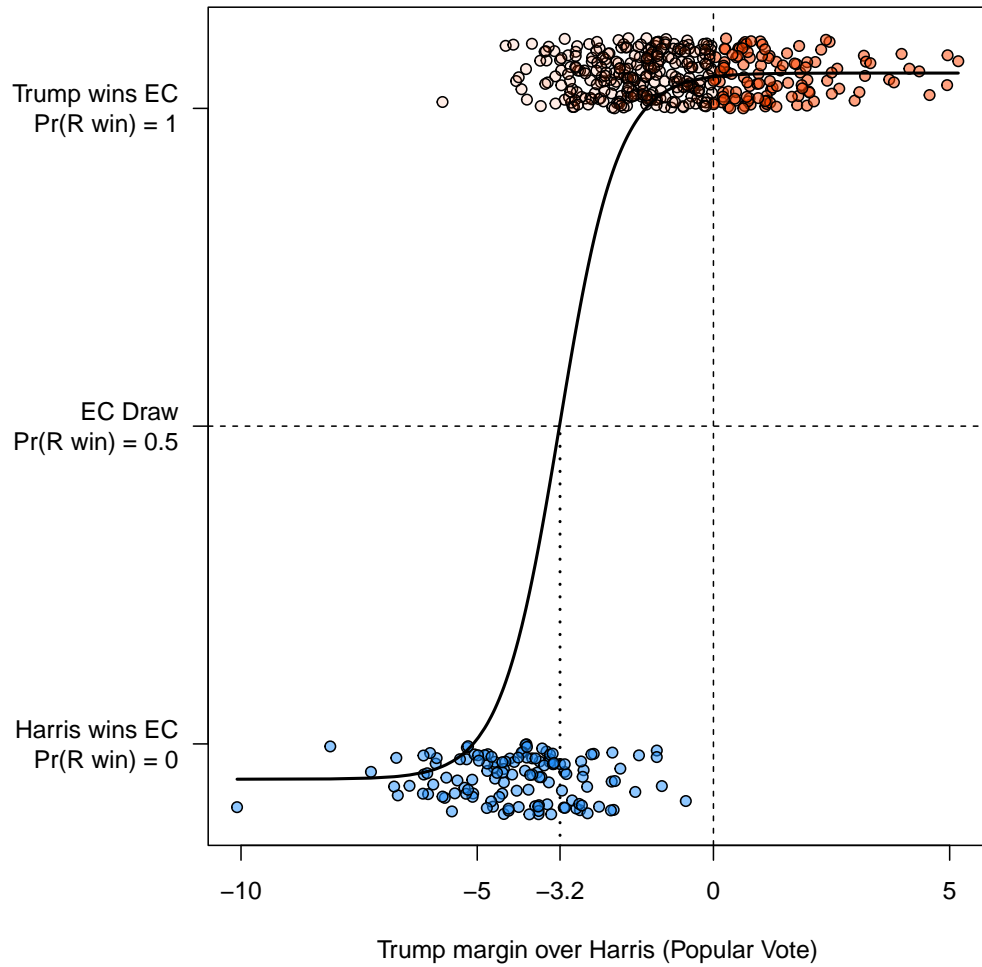 Trump wins EC
Pr(R win) = 1
EC Draw
Pr(R win) = 0.5
Harris wins EC
Pr(R win) = 0
−10
−5
−3.2
0
5
Trump margin over Harris (Popular Vote)